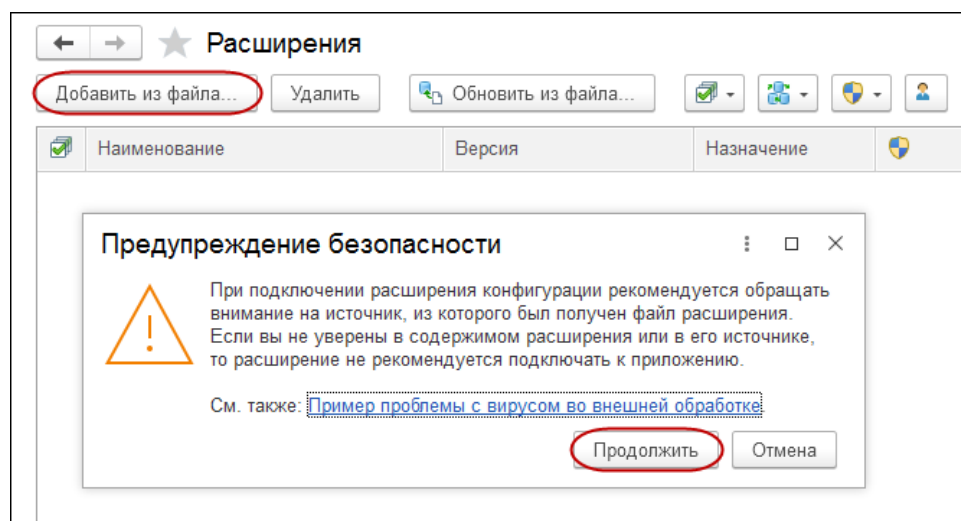 Расширения
Добавить из файла... Удалить Обновить из файла...
Наименование Версия Назначение
Предупреждение безопасности
При подключении расширения конфигурации рекомендуется обращать
внимание на источник, из которого был получен файл расширения.
Если вы не уверены в содержимом расширения или в его источнике,
то расширение не рекомендуется подключать к приложению.
См. также: Пример проблемы с вирусом во внешней обработке.
Продолжить Отмена